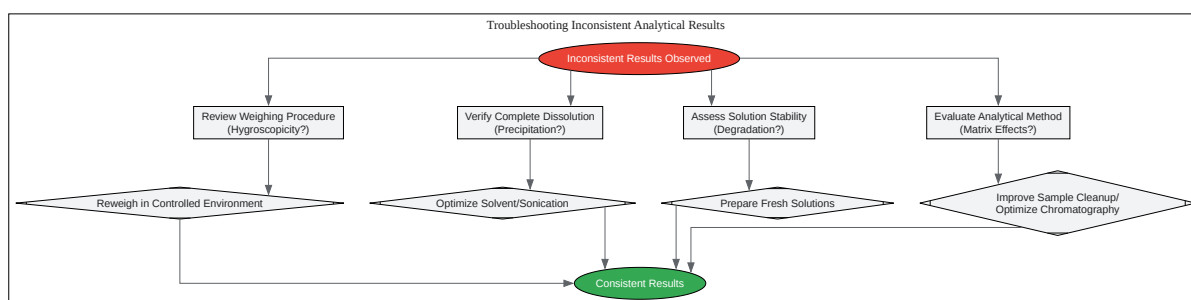 Troubleshooting Inconsistent Analytical Results
Inconsistent Results Observed
Review Weighing Procedure
(Hygroscopicity?)
Verify Complete Dissolution
(Precipitation?)
Assess Solution Stability
(Degradation?)
Evaluate Analytical Method
(Matrix Effects?)
Reweigh in Controlled Environment
Optimize Solvent/Sonication
Prepare Fresh Solutions
Improve Sample Cleanup/
Optimize Chromatography
Consistent Results